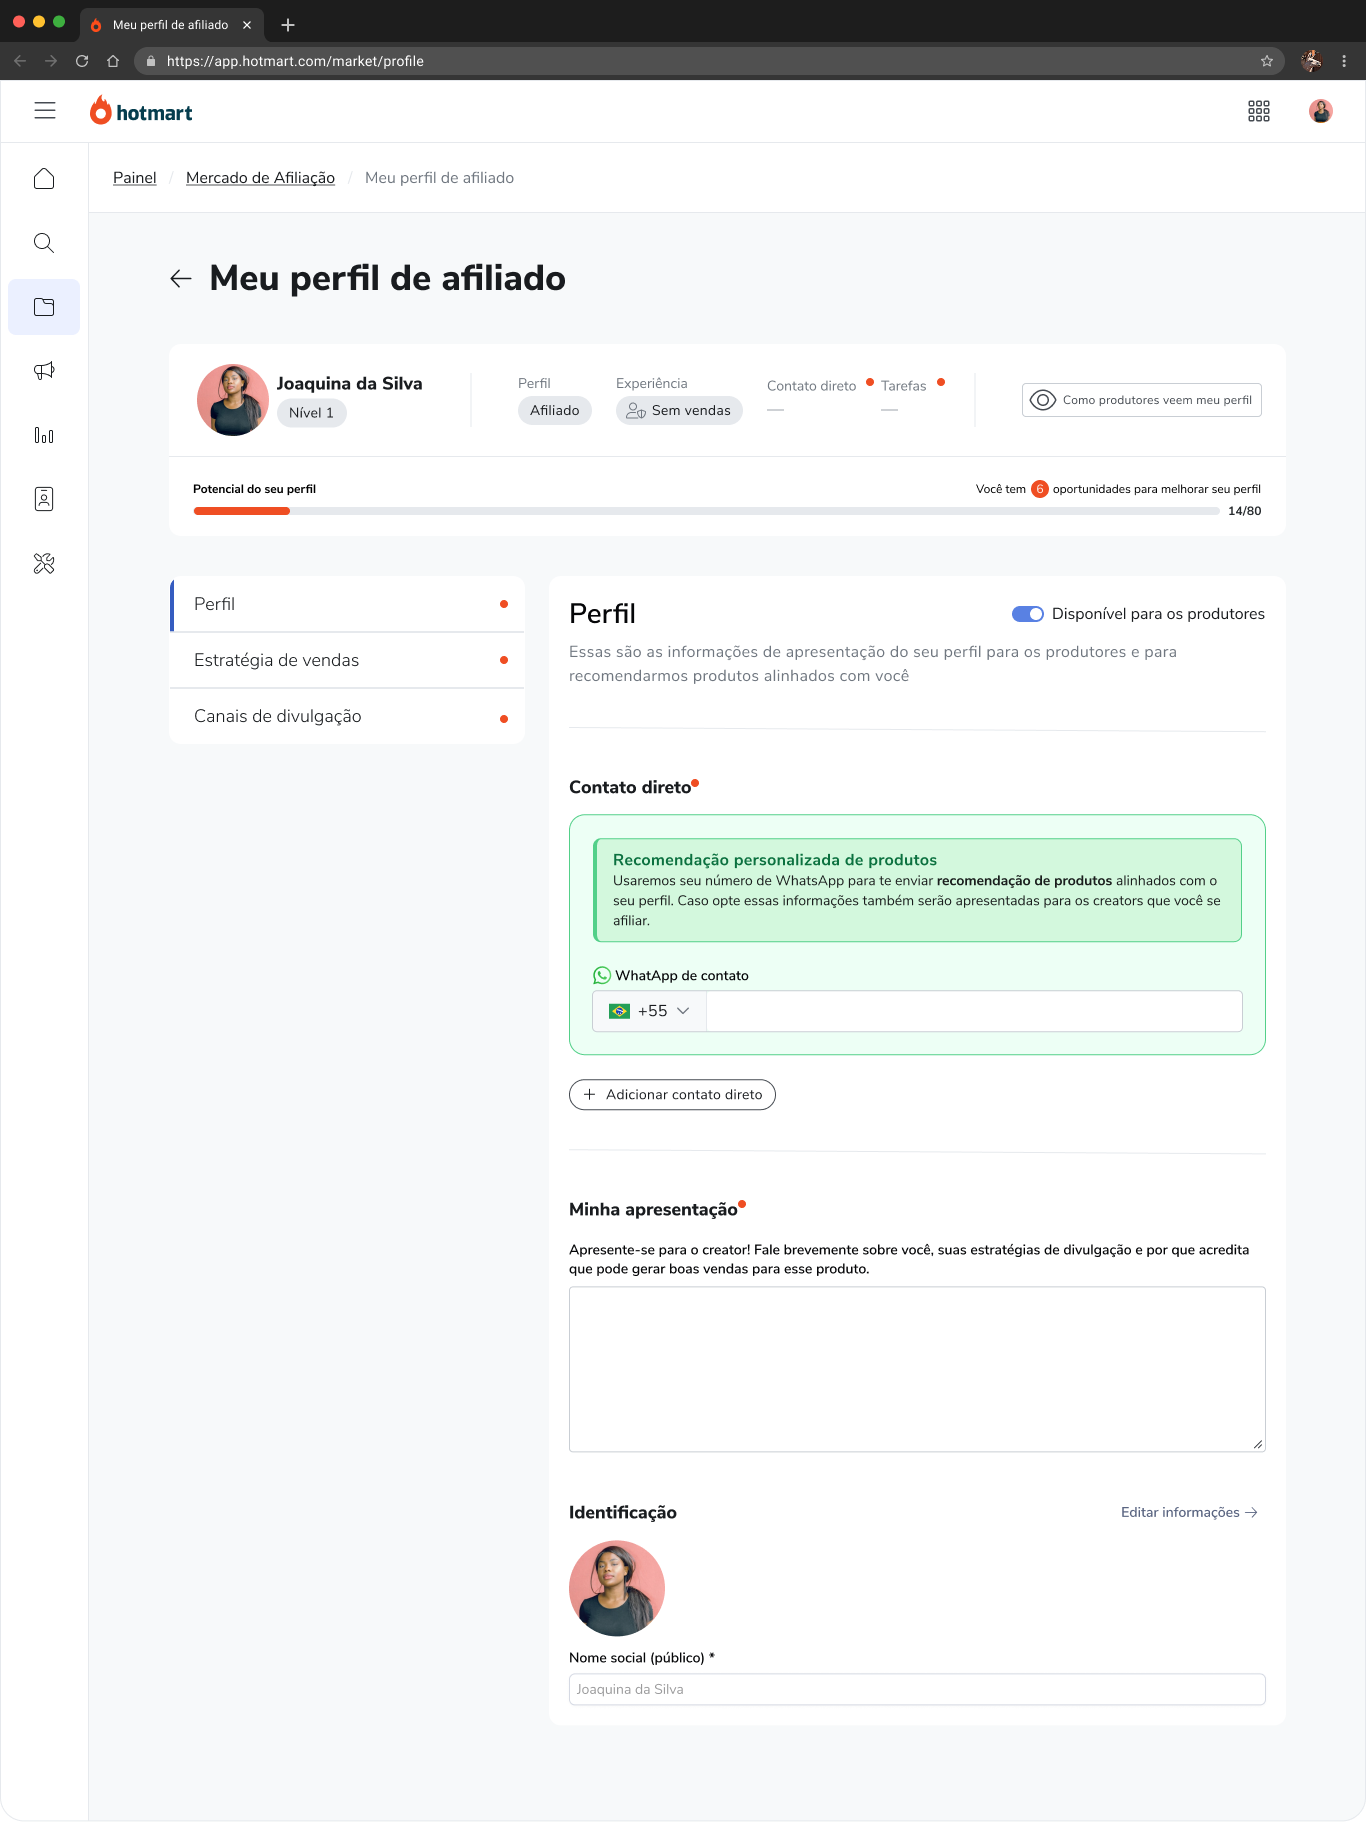 Meu perfil de afiliado
https://app.hotmart.com/market/profile
hotmart
Painel / Mercado de Afiliação / Meu perfil de afiliado
Meu perfil de afiliado
Joaquina da Silva
Nível 1
Perfil
Afiliado
Experiência
Sem vendas
Contato direto
—
Tarefas
—
Como produtores veem meu perfil
Potencial do seu perfil
Você tem 6 oportunidades para melhorar seu perfil
14/80
Perfil
Estratégia de vendas
Canais de divulgação
Perfil
Disponível para os produtores
Essas são as informações de apresentação do seu perfil para os produtores e para
recomendarmos produtos alinhados com você
Contato direto
Recomendação personalizada de produtos
Usaremos seu número de WhatsApp para te enviar recomendação de produtos alinhados com o
seu perfil. Caso opte essas informações também serão apresentadas para os creators que você se
afiliar.
WhatApp de contato
+55
Adicionar contato direto
Minha apresentação
Apresente-se para o creator! Fale brevemente sobre você, suas estratégias de divulgação e por que acredita
que pode gerar boas vendas para esse produto.
Identificação
Editar informações
Nome social (público) *
Joaquina da Silva